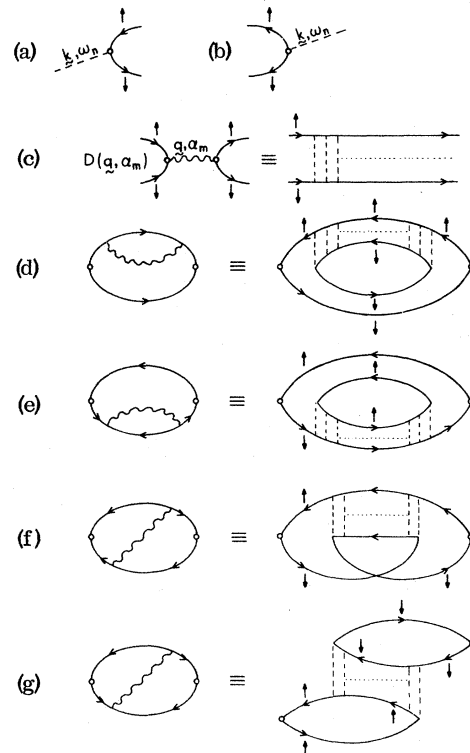 (a) k, ωn (b) k, ωn
(c) D(q, αm) q, αm ≡
(d) ≡
(e) ≡
(f) ≡
(g) ≡